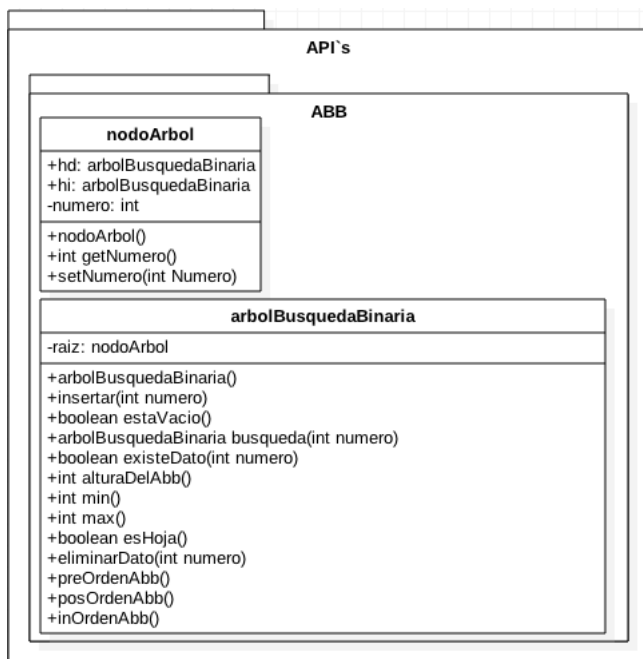 API`s
ABB
nodoArbol
+hd: arbolBusquedaBinaria
+hi: arbolBusquedaBinaria
-numero: int
+nodoArbol()
+int getNumero()
+setNumero(int Numero)
arbolBusquedaBinaria
-raiz: nodoArbol
+arbolBusquedaBinaria()
+insertar(int numero)
+boolean estaVacio()
+arbolBusquedaBinaria busqueda(int numero)
+boolean existeDato(int numero)
+int alturaDelAbb()
+int min()
+int max()
+boolean esHoja()
+eliminarDato(int numero)
+preOrdenAbb()
+posOrdenAbb()
+inOrdenAbb()